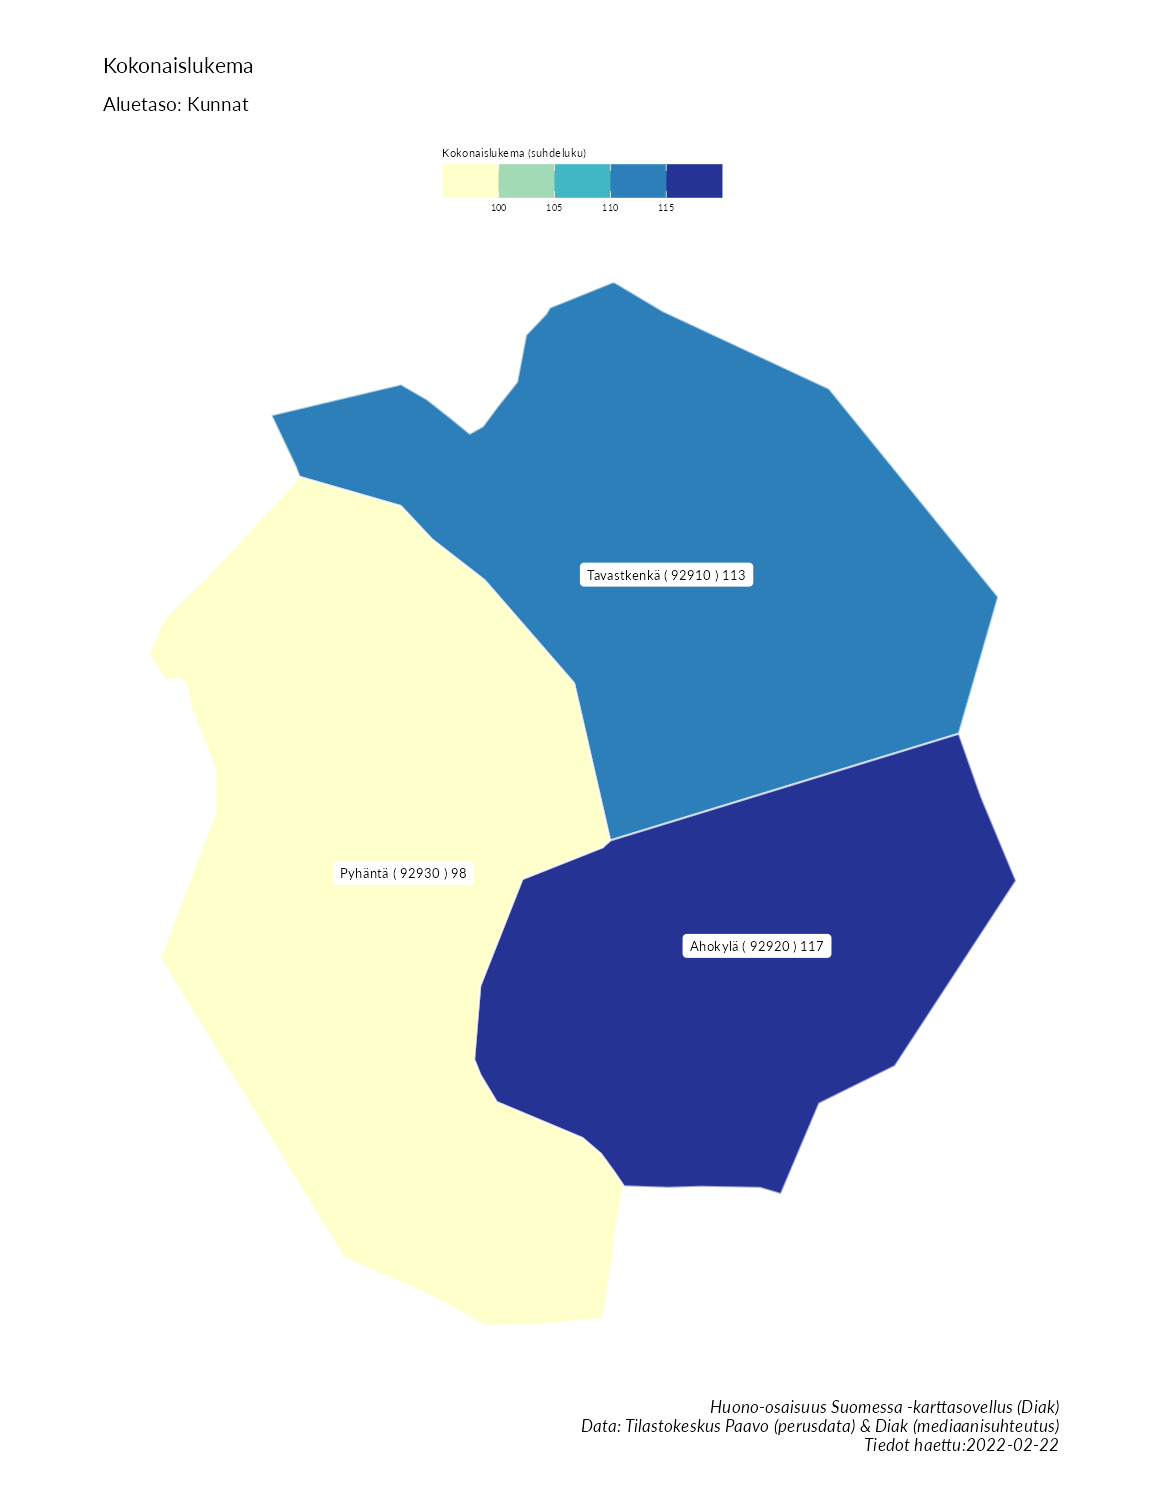 Kokonaislukema
Aluetaso: Kunnat
Kokonaislukema (suhdeluku)
100 105 110 115
Tavastkenkä ( 92910 ) 113
Pyhäntä ( 92930 ) 98
Ahokylä ( 92920 ) 117
Huono-osaisuus Suomessa -karttasovellus (Diak)
Data: Tilastokeskus Paavo (perusdata) & Diak (mediaanisuhteutus)
Tiedot haettu:2022-02-22